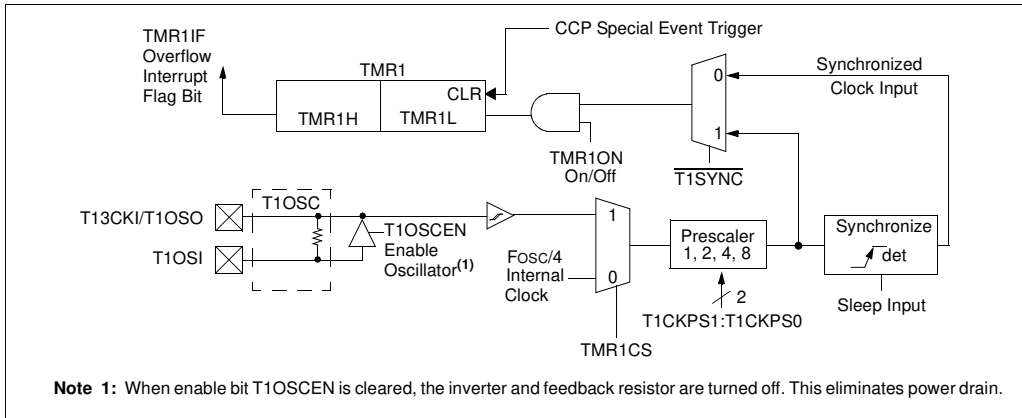 CCP Special Event Trigger
TMR1IF
Overflow
Interrupt
Flag Bit
TMR1
CLR
TMR1H
TMR1L
TMR1ON
On/Off
0
1
T1SYNC
Synchronized
Clock Input
T13CKI/T1OSO
T1OSI
T1OSC
T1OSCEN
Enable
Oscillator(1)
FOSC/4
Internal
Clock
1
0
TMR1CS
Prescaler
1, 2, 4, 8
2
T1CKPS1:T1CKPS0
Synchronize
det
Sleep Input
Note 1: When enable bit T1OSCEN is cleared, the inverter and feedback resistor are turned off. This eliminates power drain.